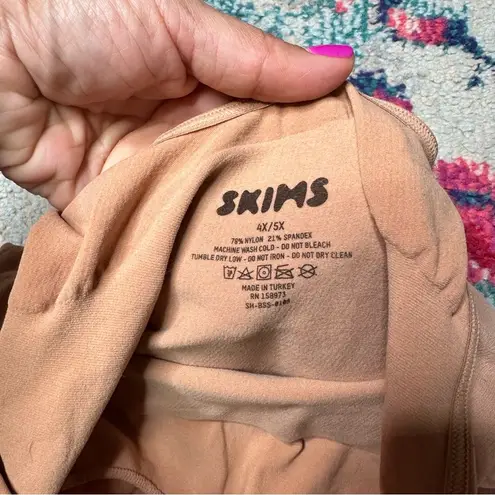 SKIMS
4X/5X
79% NYLON 21% SPANDEX
MACHINE WASH COLD - DO NOT BLEACH
TUMBLE DRY LOW - DO NOT IRON - DO NOT DRY CLEAN
MADE IN TURKEY
RN 158973